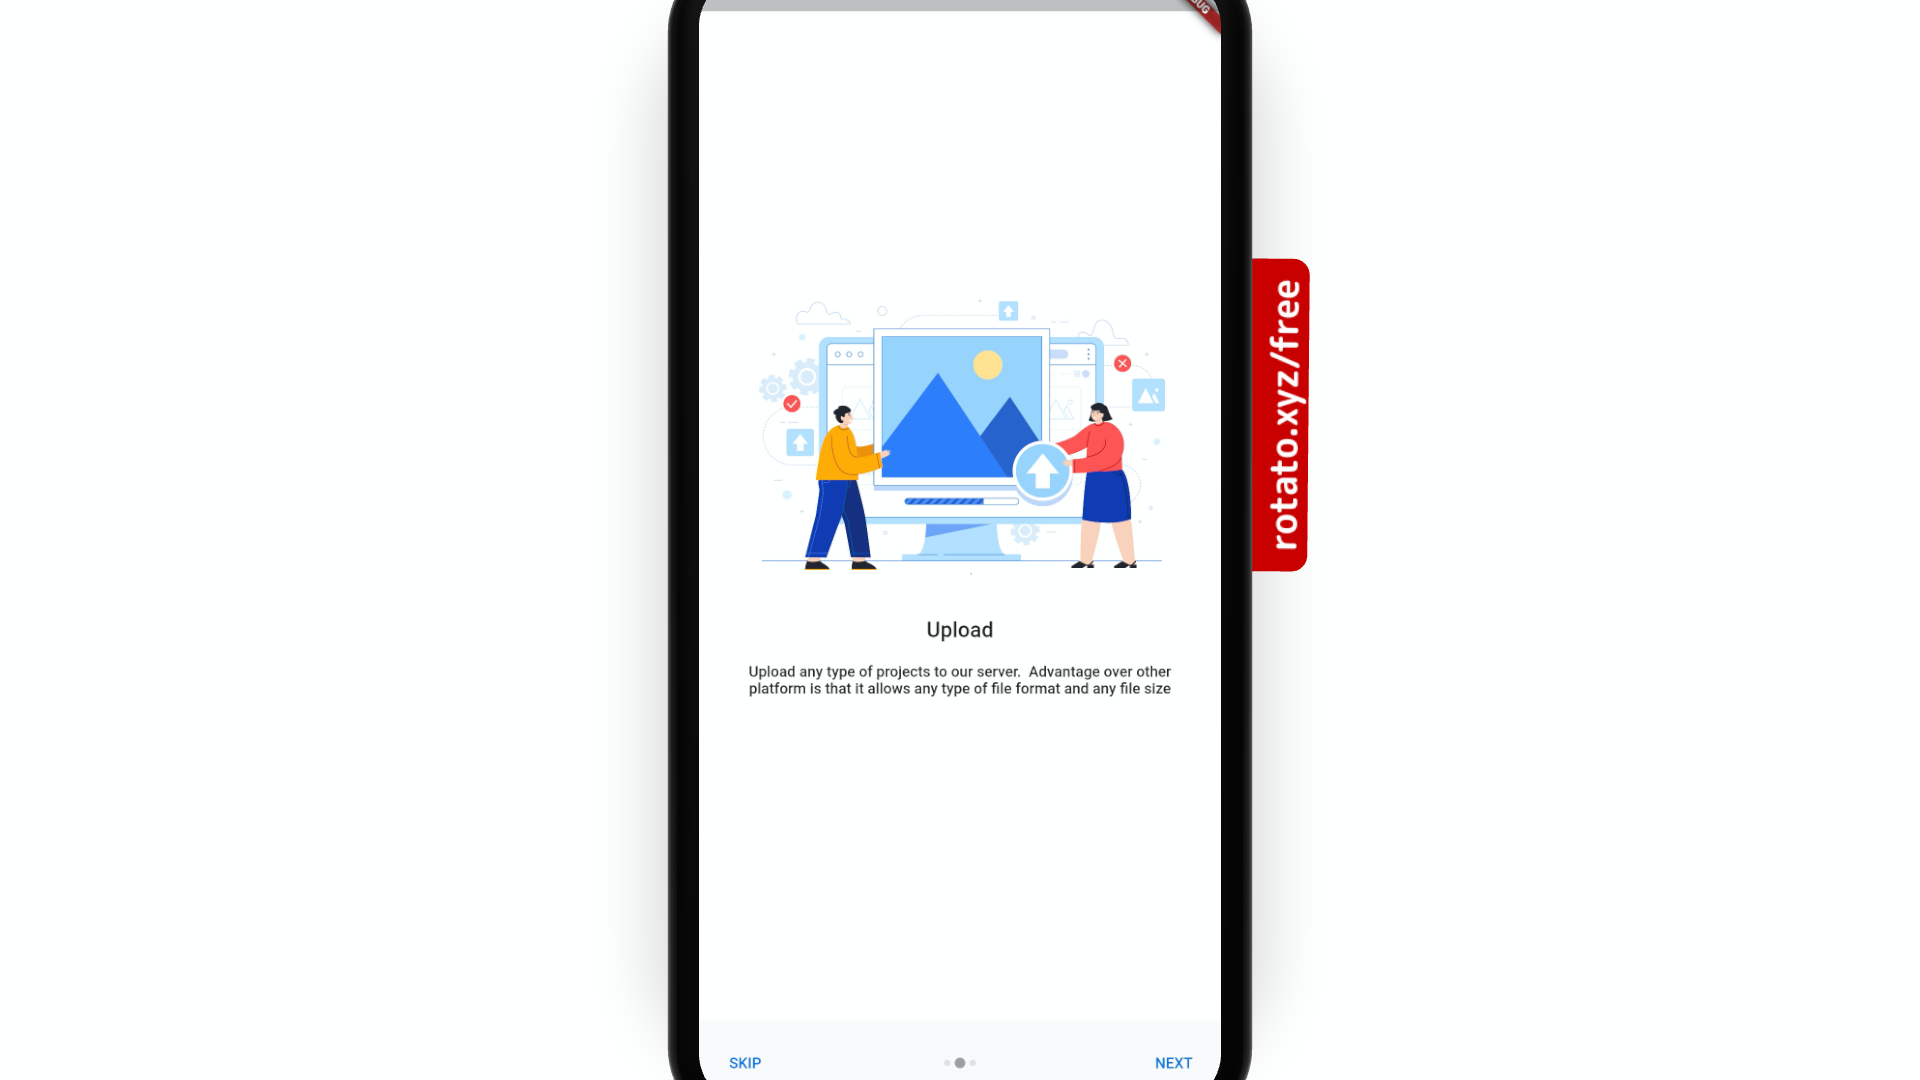 rotato.xyz/free
Upload
Upload any type of projects to our server.  Advantage over other
platform is that it allows any type of file format and any file size
SKIP
NEXT